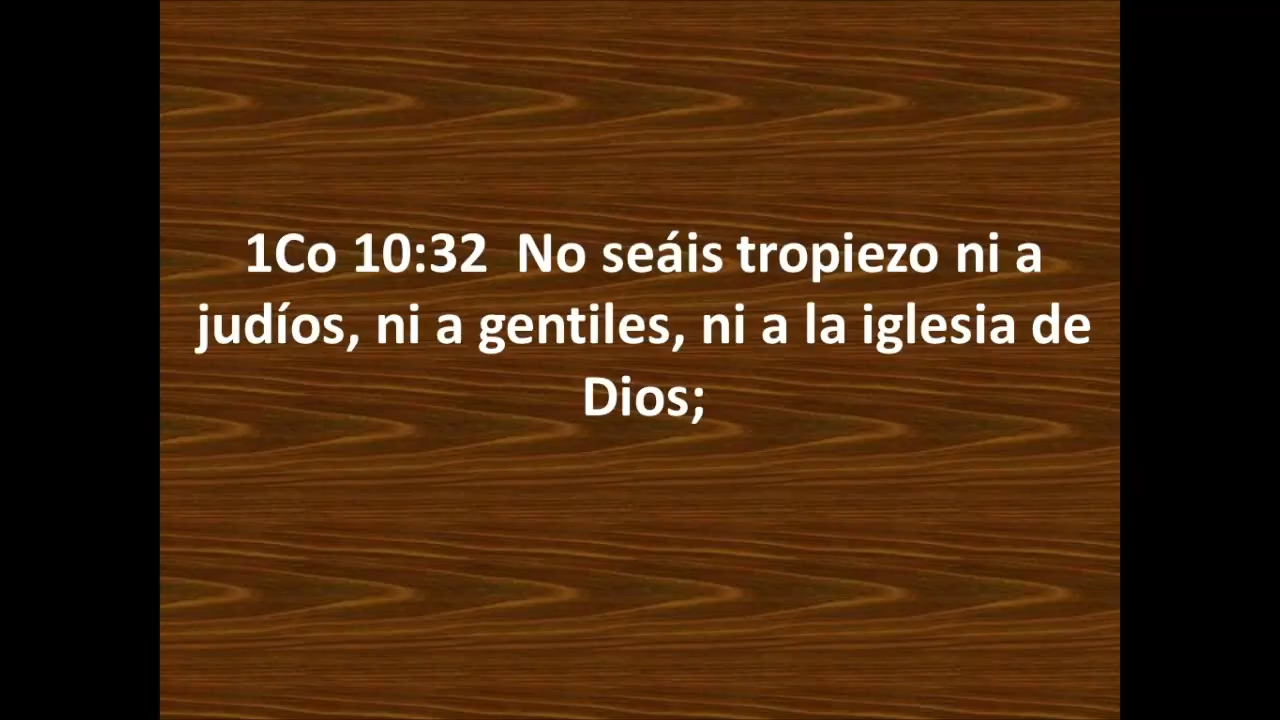 1Co 10:32  No seáis tropiezo ni a
judíos, ni a gentiles, ni a la iglesia de
Dios;